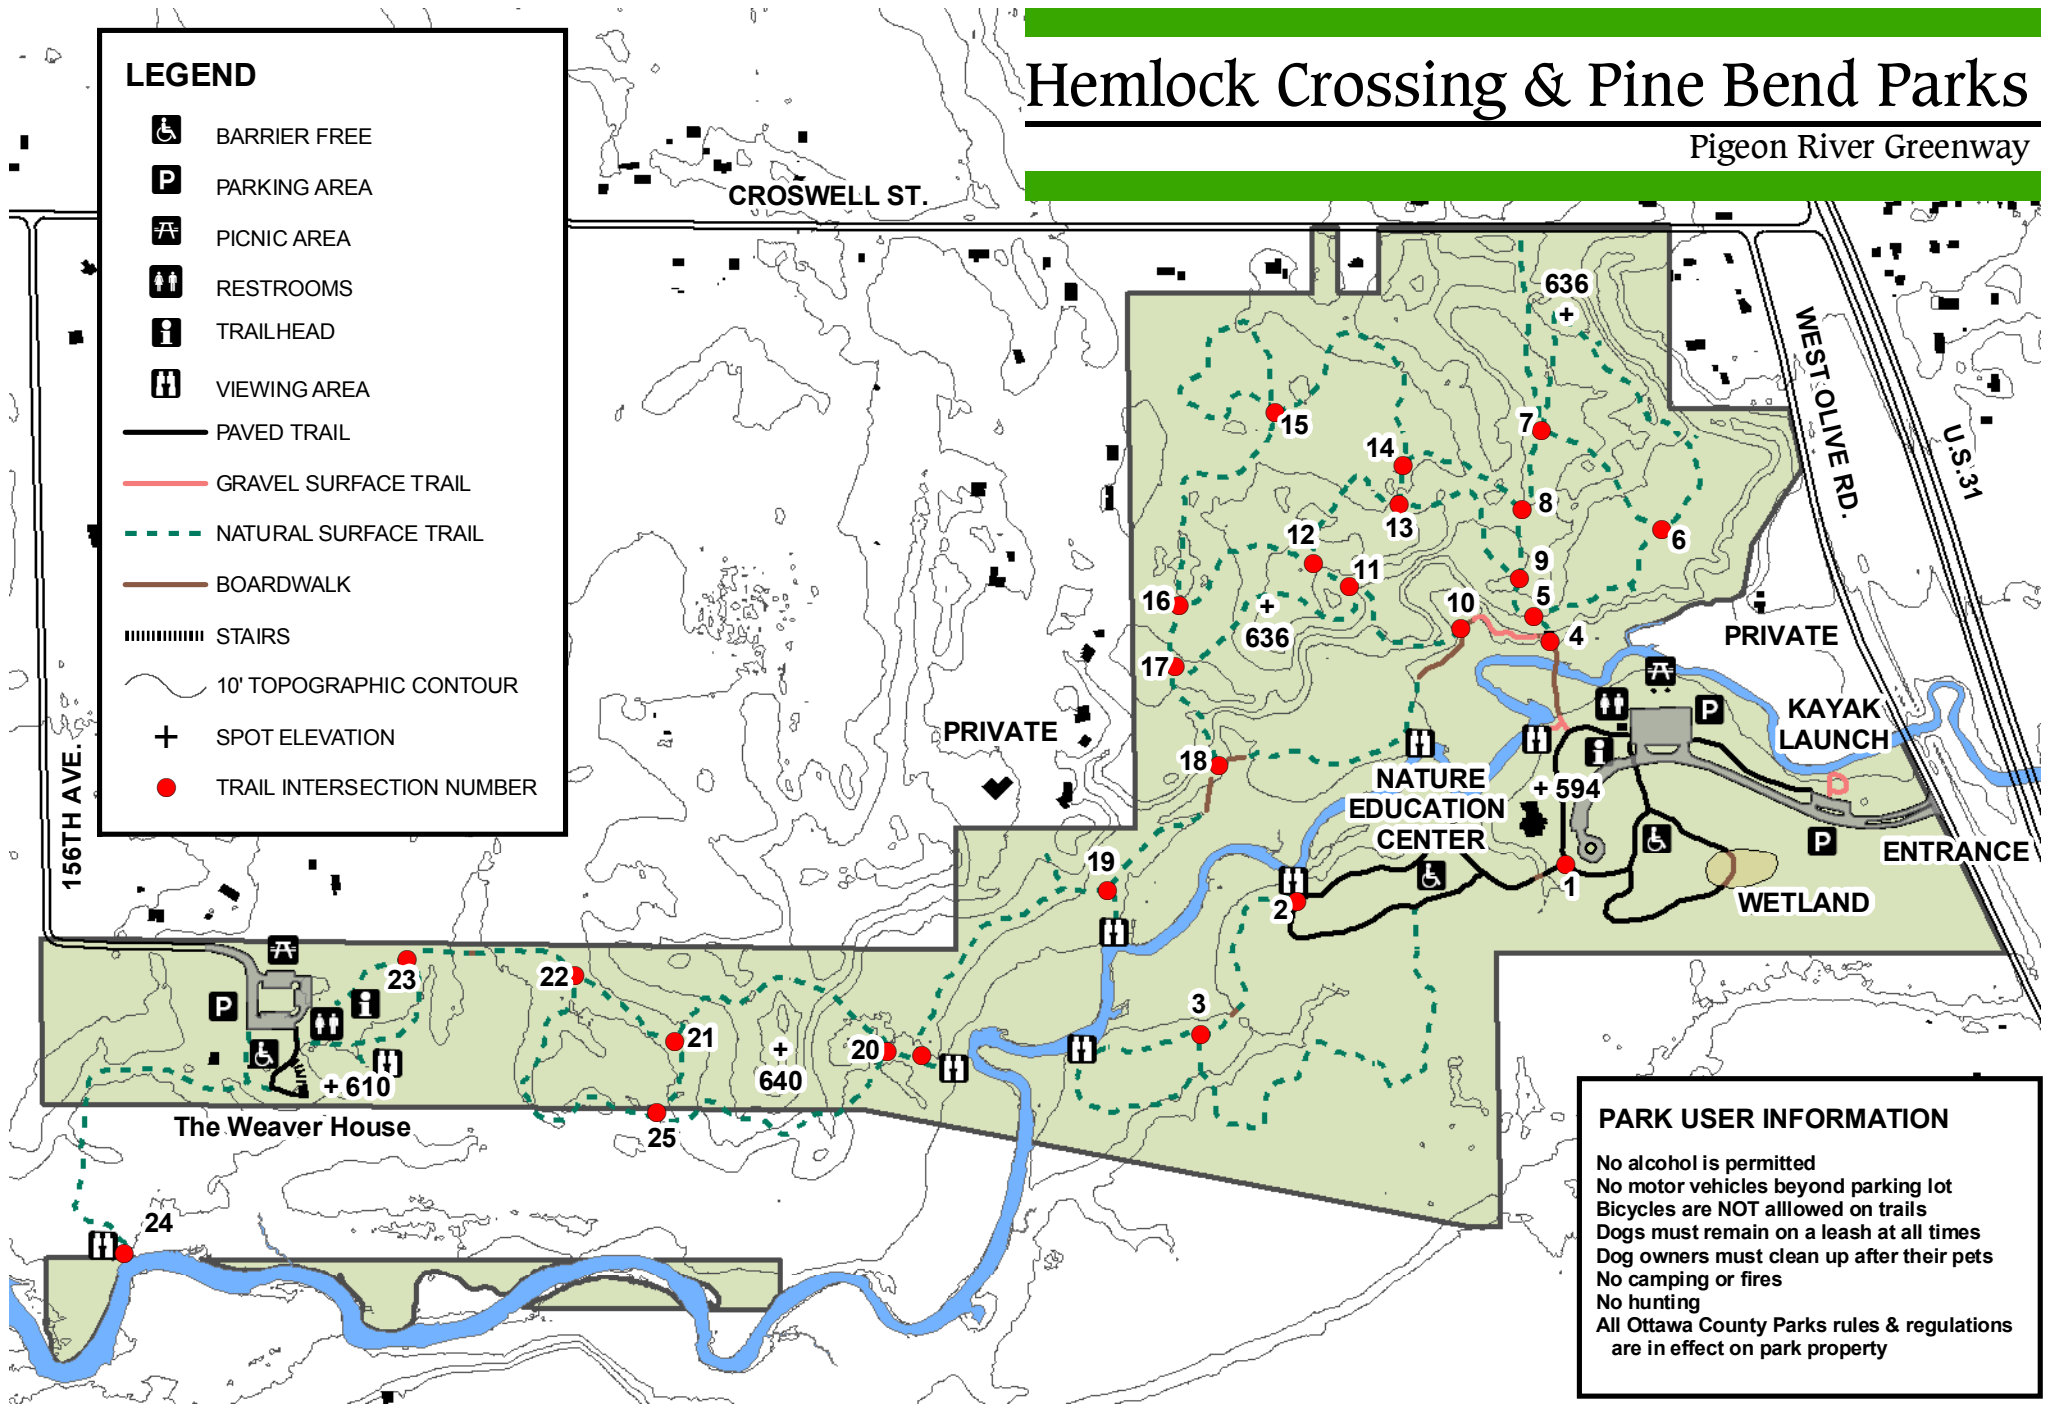 Hemlock Crossing & Pine Bend Parks
Pigeon River Greenway
LEGEND
BARRIER FREE
P PARKING AREA
PICNIC AREA
RESTROOMS
i TRAILHEAD
VIEWING AREA
PAVED TRAIL
GRAVEL SURFACE TRAIL
NATURAL SURFACE TRAIL
BOARDWALK
STAIRS
10' TOPOGRAPHIC CONTOUR
+ SPOT ELEVATION
TRAIL INTERSECTION NUMBER
CROSWELL ST.
156TH AVE.
WEST OLIVE RD.
U.S.31
636
+
15
7
14
8
13
12
6
11
9
5
10
16
+
636
4
PRIVATE
17
P
KAYAK
LAUNCH
PRIVATE
i
18
NATURE
EDUCATION
CENTER
+ 594
P
ENTRANCE
19
1
WETLAND
2
23
22
P
i
3
21
20
+
640
+ 610
The Weaver House
25
24
PARK USER INFORMATION
No alcohol is permitted
No motor vehicles beyond parking lot
Bicycles are NOT alllowed on trails
Dogs must remain on a leash at all times
Dog owners must clean up after their pets
No camping or fires
No hunting
All Ottawa County Parks rules & regulations
are in effect on park property